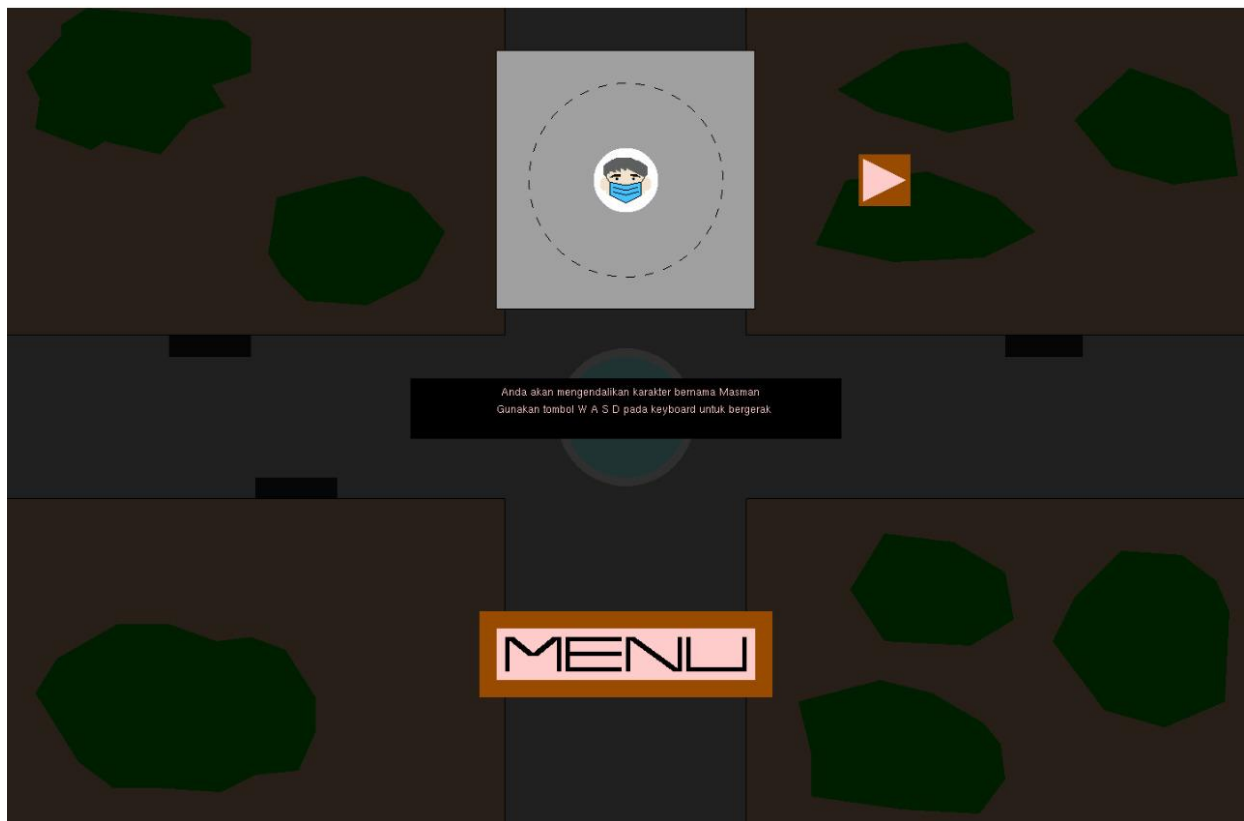 Anda akan mengendalikan karakter bernama Masman
Gunakan tombol W A S D pada keyboard untuk bergerak
MENU